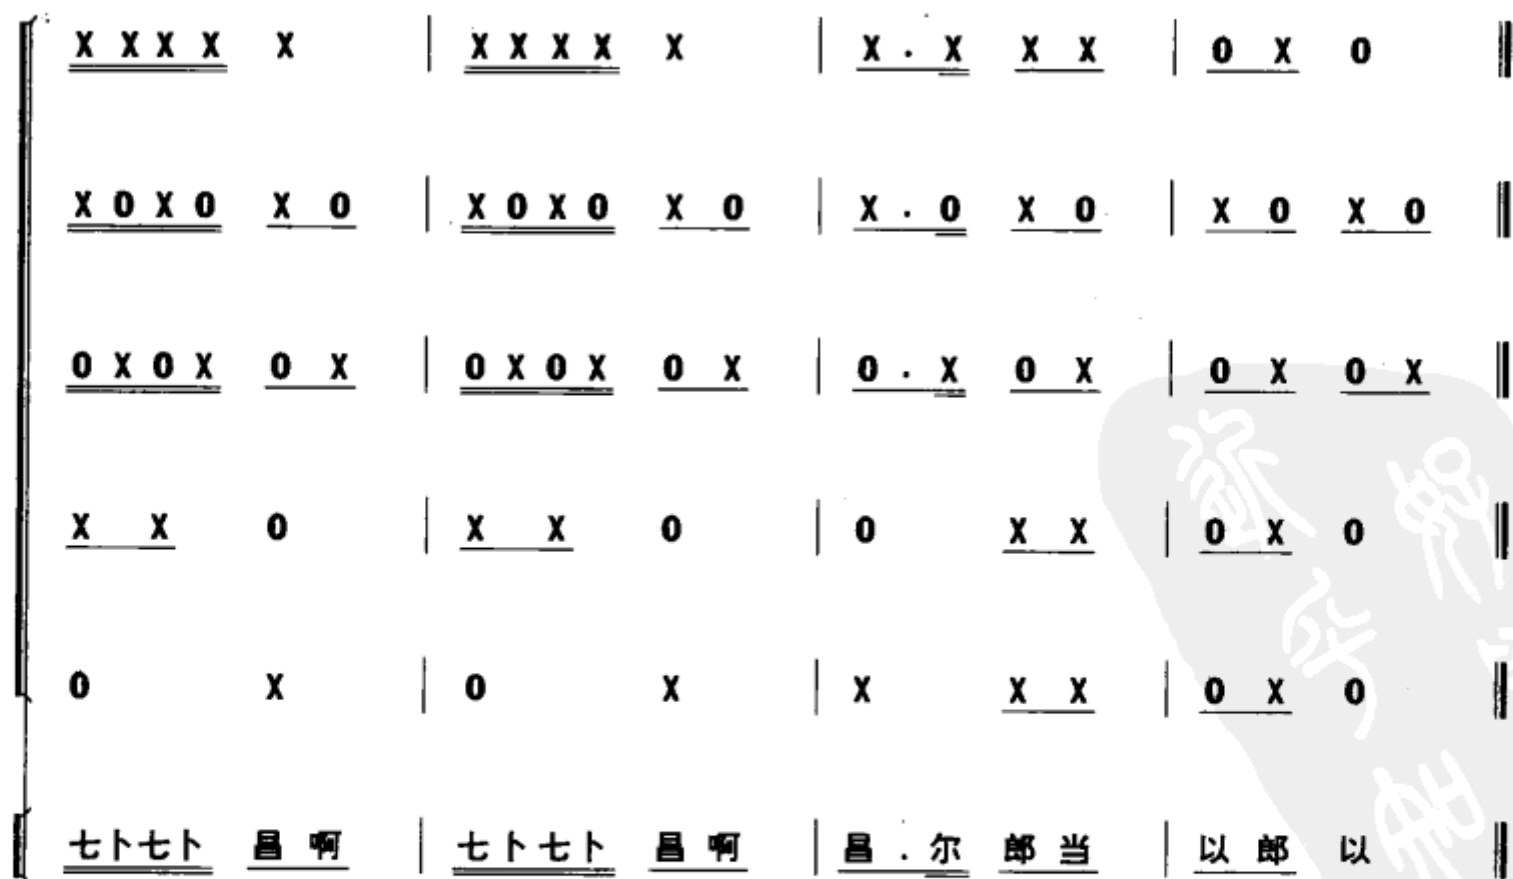 X X X X X | X X X X X | X . X X X | 0 X 0
X 0 X 0 X 0 | X 0 X 0 X 0 | X . 0 X 0 | X 0 X 0
0 X 0 X 0 X | 0 X 0 X 0 X | 0 . X 0 X | 0 X 0 X
X X 0 | X X 0 | 0 X X | 0 X 0
0 X | 0 X | X X X | 0 X 0
七卜七卜 昌啊 | 七卜七卜 昌啊 | 昌 . 尔 郎当 | 以郎 以